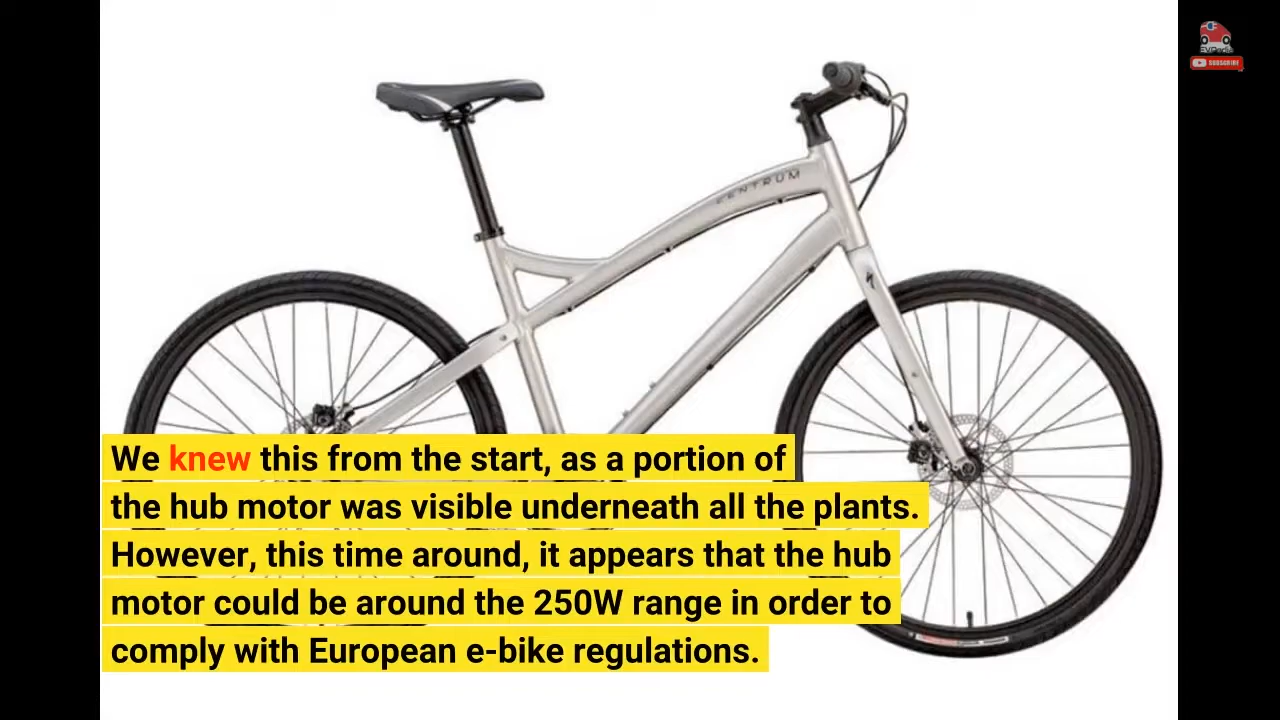 SUBSCRIBE
CENTRUM
We knew this from the start, as a portion of
the hub motor was visible underneath all the plants.
However, this time around, it appears that the hub
motor could be around the 250W range in order to
comply with European e-bike regulations.